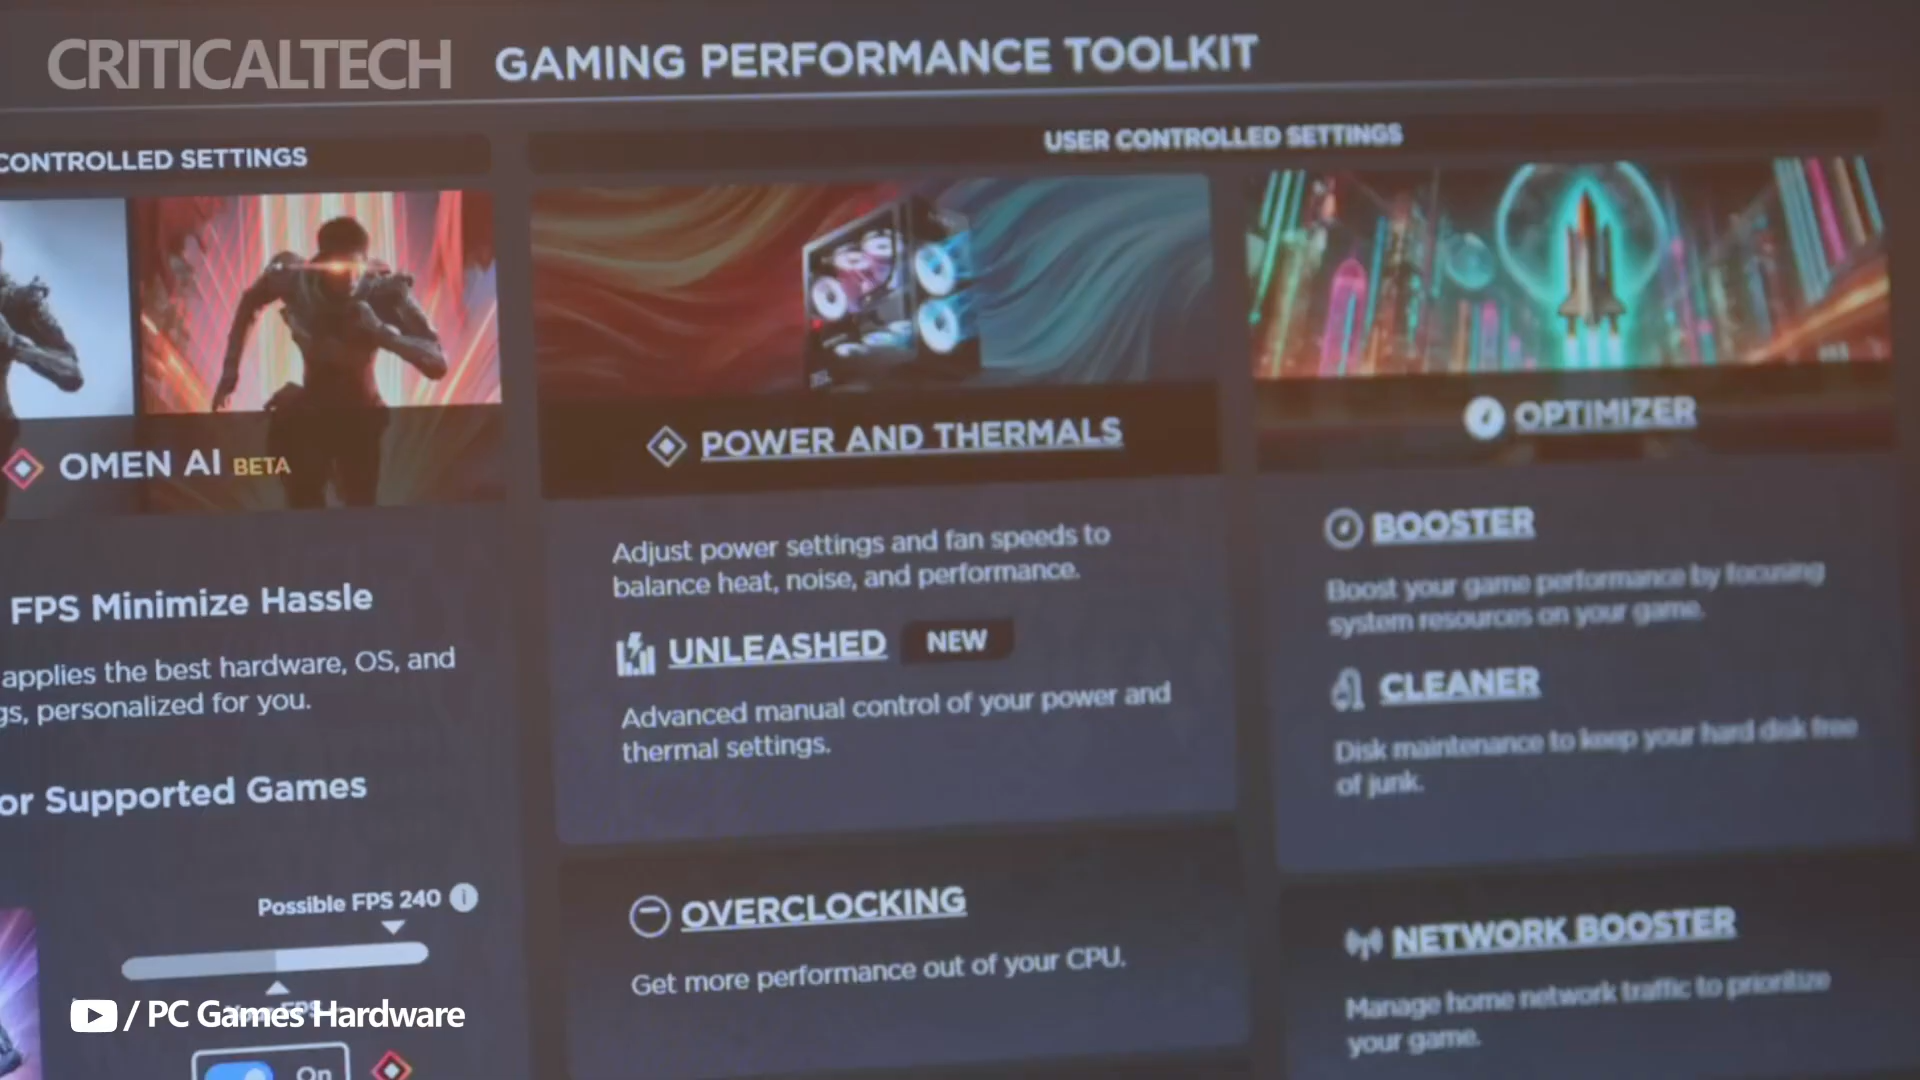 CRITICALTECH
GAMING PERFORMANCE TOOLKIT
CONTROLLED SETTINGS
OMEN AI BETA
FPS Minimize Hassle
applies the best hardware, OS, and
personalized for you.
Supported Games
Possible FPS 240
On
/ PC Games Hardware
USER CONTROLLED SETTINGS
POWER AND THERMALS
Adjust power settings and fan speeds to
balance heat, noise, and performance.
UNLEASHED NEW
Advanced manual control of your power and
thermal settings.
OVERCLOCKING
Get more performance out of your CPU.
OPTIMIZER
BOOSTER
Boost your game performance by focusing
system resources on your game.
CLEANER
Disk maintenance to keep your hard disk free
of junk.
NETWORK BOOSTER
Manage home network traffic to prioritize
your game.